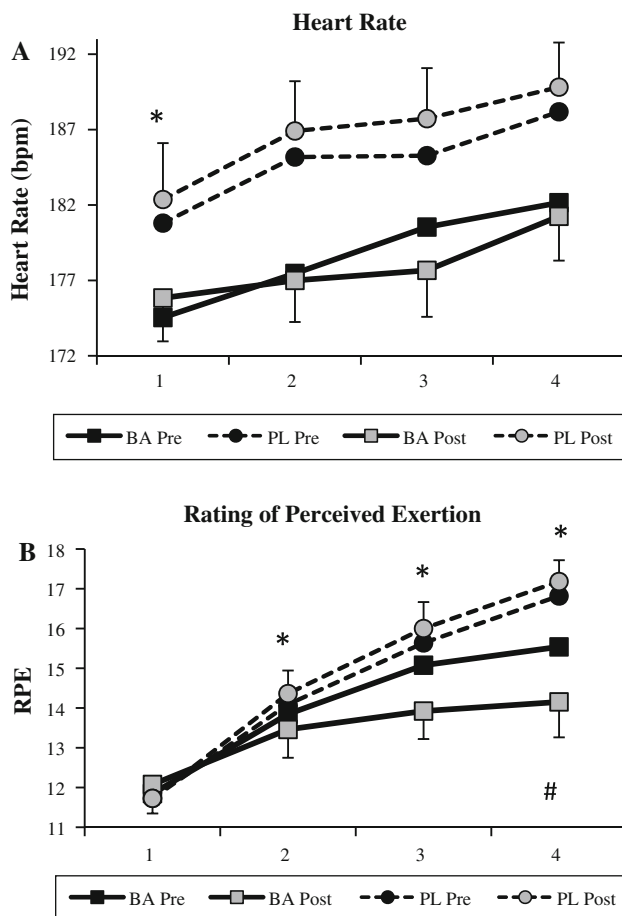 Heart Rate
A
192
187
182
177
172
Heart Rate (bpm)
*
1 2 3 4
BA Pre PL Pre BA Post PL Post
Rating of Perceived Exertion
B
18
17
16
15
14
13
12
11
RPE
* * *
#
1 2 3 4
BA Pre BA Post PL Pre PL Post